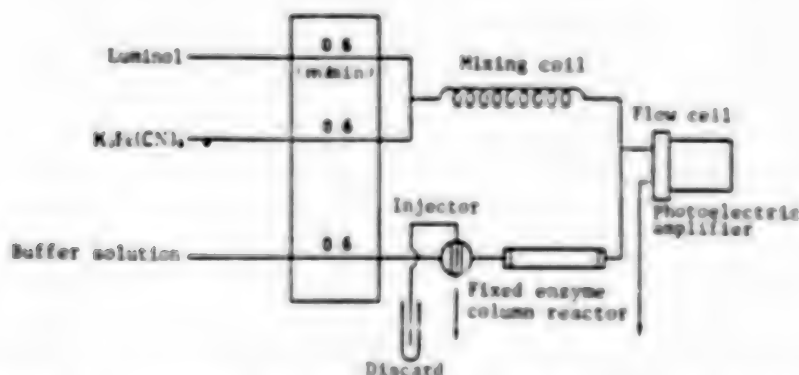 Luminol
0.6
(ml/min)
Mixing coil
Flow cell
K₃Fe(CN)₆
0.6
Injector
Photoelectric
amplifier
Buffer solution
0.6
Fixed enzyme
column reactor
Discard